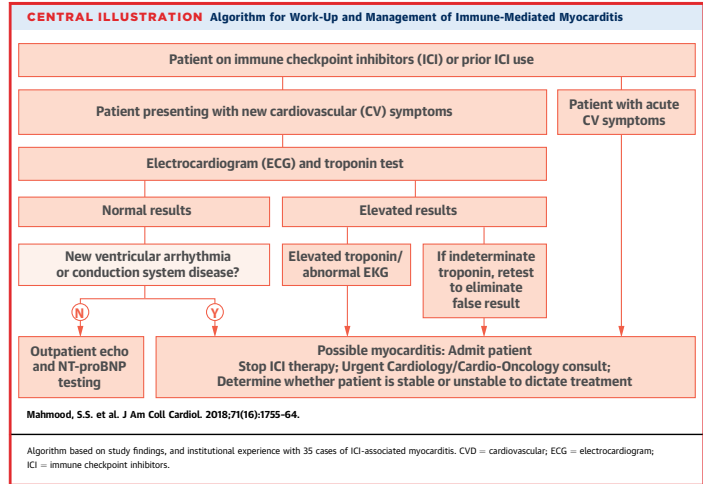 CENTRAL ILLUSTRATION Algorithm for Work-Up and Management of Immune-Mediated Myocarditis
Patient on immune checkpoint inhibitors (ICI) or prior ICI use
Patient presenting with new cardiovascular (CV) symptoms
Patient with acute
CV symptoms
Electrocardiogram (ECG) and troponin test
Normal results
Elevated results
New ventricular arrhythmia
or conduction system disease?
Elevated troponin/
abnormal EKG
If indeterminate
troponin, retest
to eliminate
false result
N
Y
Outpatient echo
and NT-proBNP
testing
Possible myocarditis: Admit patient
Stop ICI therapy; Urgent Cardiology/Cardio-Oncology consult;
Determine whether patient is stable or unstable to dictate treatment
Mahmood, S.S. et al. J Am Coll Cardiol. 2018;71(16):1755-64.
Algorithm based on study findings, and institutional experience with 35 cases of ICI-associated myocarditis. CVD = cardiovascular; ECG = electrocardiogram;
ICI = immune checkpoint inhibitors.